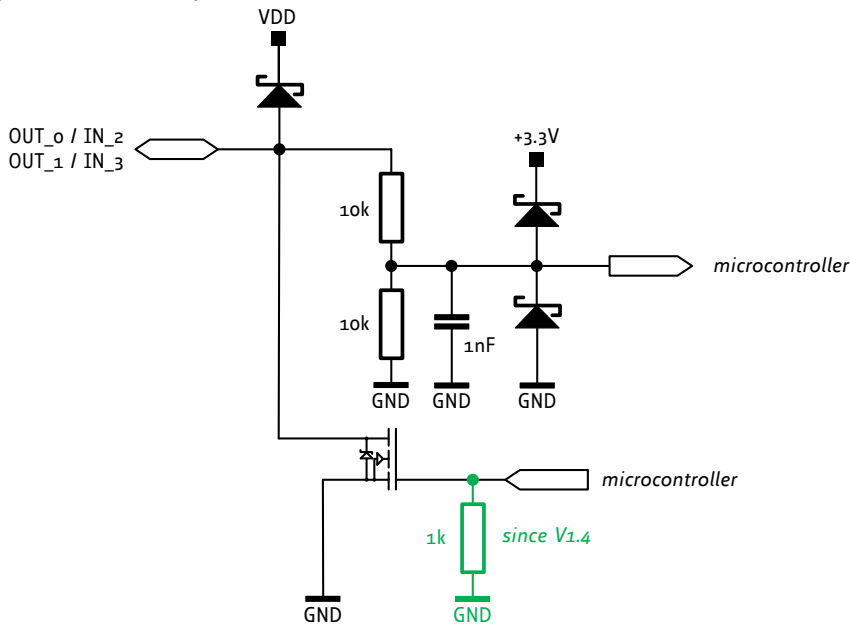 VDD
OUT_0 / IN_2
OUT_1 / IN_3
+3.3V
10k
microcontroller
10k
1nF
GND
GND
GND
microcontroller
1k
since V1.4
GND
GND